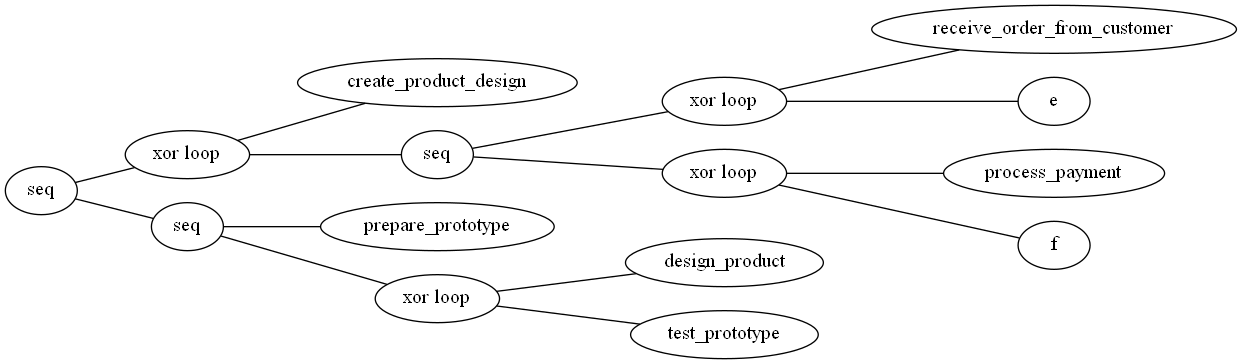 receive_order_from_customer
create_product_design
xor loop
e
xor loop
seq
xor loop
process_payment
seq
seq
prepare_prototype
f
design_product
xor loop
test_prototype